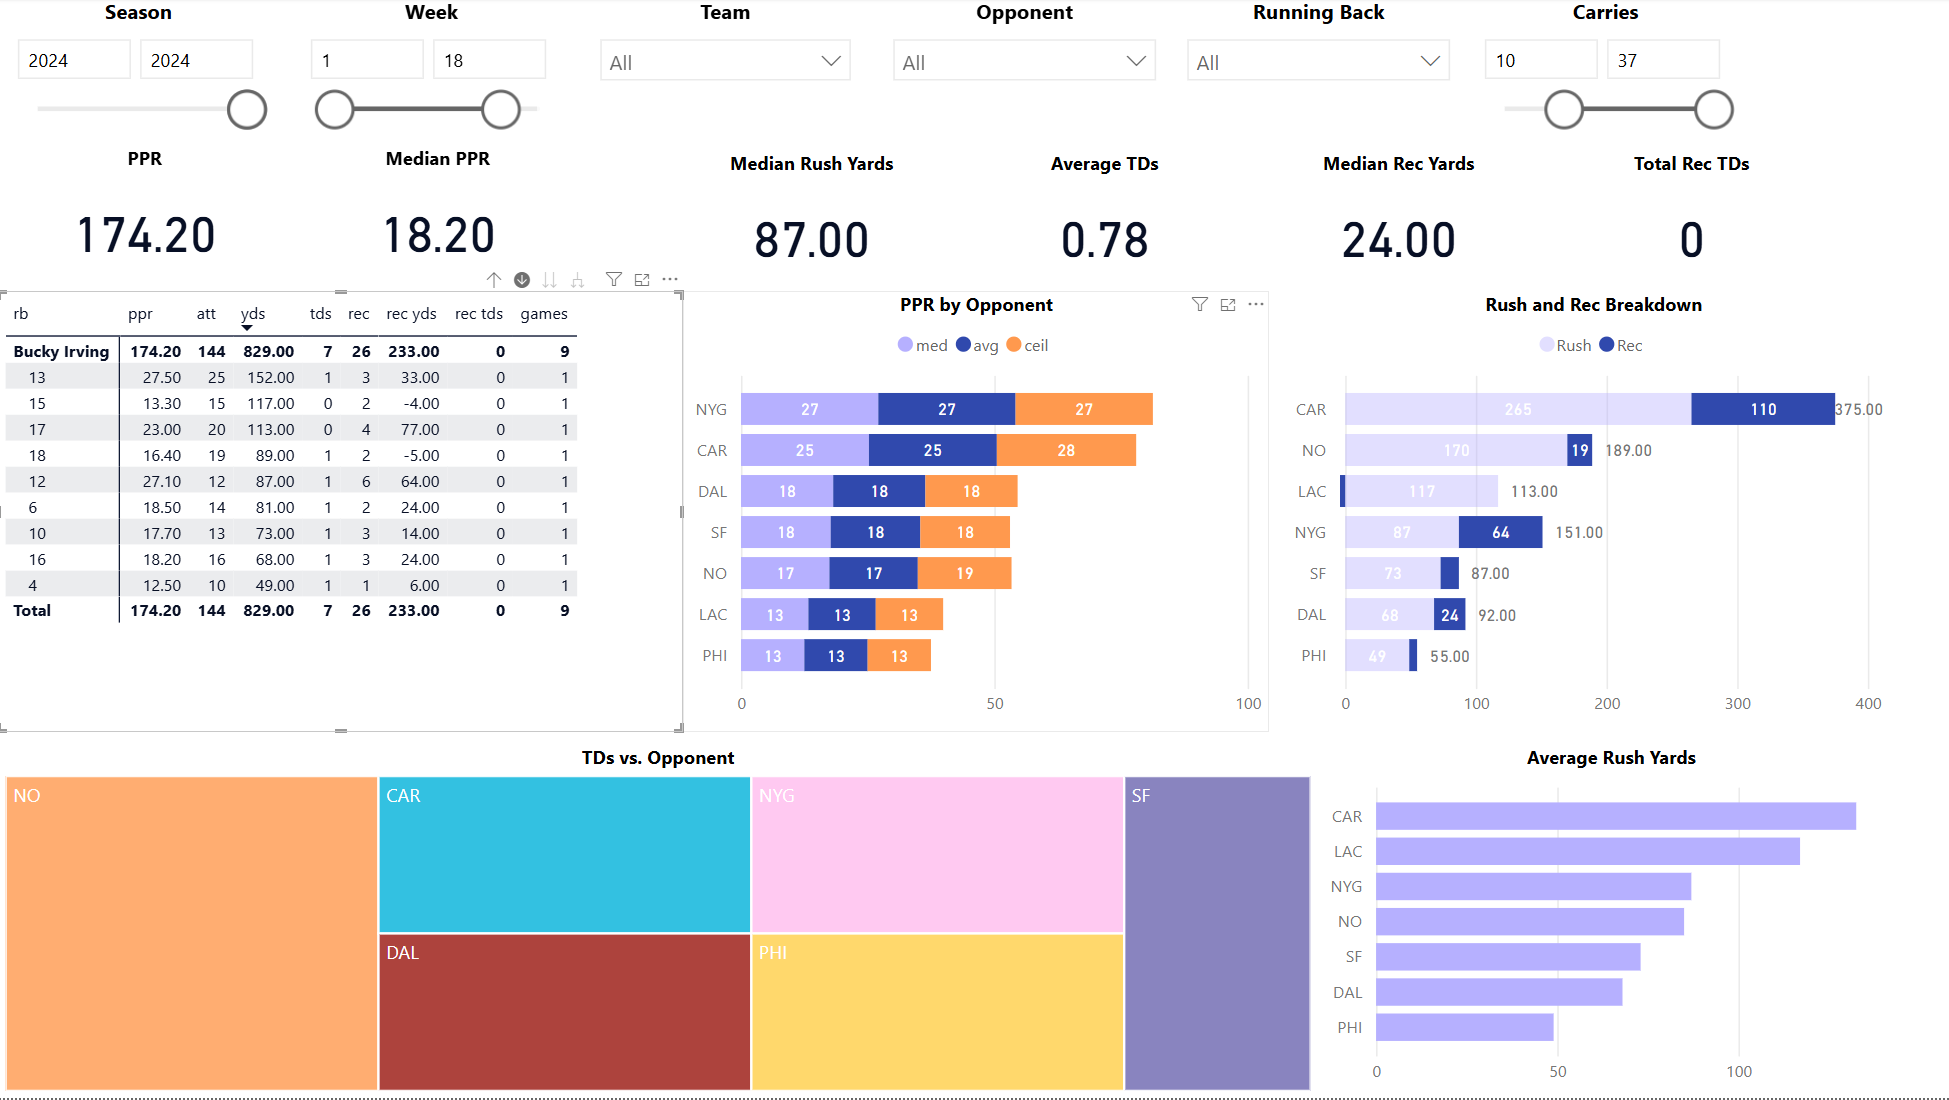 Season Week Team Opponent Running Back Carries
2024 2024 1 18 All All All 10 37
PPR Median PPR Median Rush Yards Average TDs Median Rec Yards Total Rec TDs
174.20 18.20 87.00 0.78 24.00 0
rb ppr att yds tds rec rec yds rec tds games
Bucky Irving 174.20 144 829.00 7 26 233.00 0 9
13 27.50 25 152.00 1 3 33.00 0 1
15 13.30 15 117.00 0 2 -4.00 0 1
17 23.00 20 113.00 0 4 77.00 0 1
18 16.40 19 89.00 1 2 -5.00 0 1
12 27.10 12 87.00 1 6 64.00 0 1
6 18.50 14 81.00 1 2 24.00 0 1
10 17.70 13 73.00 1 3 14.00 0 1
16 18.20 16 68.00 1 3 24.00 0 1
4 12.50 10 49.00 1 1 6.00 0 1
Total 174.20 144 829.00 7 26 233.00 0 9
PPR by Opponent
med avg ceil
NYG 27 27 27
CAR 25 25 28
DAL 18 18 18
SF 18 18 18
NO 17 17 19
LAC 13 13 13
PHI 13 13 13
0 50 100
Rush and Rec Breakdown
Rush Rec
CAR 265 110 375.00
NO 170 19 189.00
LAC 117 113.00
NYG 87 64 151.00
SF 73 87.00
DAL 68 24 92.00
PHI 49 55.00
0 100 200 300 400
TDs vs. Opponent
NO CAR NYG SF
DAL PHI
Average Rush Yards
CAR
LAC
NYG
NO
SF
DAL
PHI
0 50 100